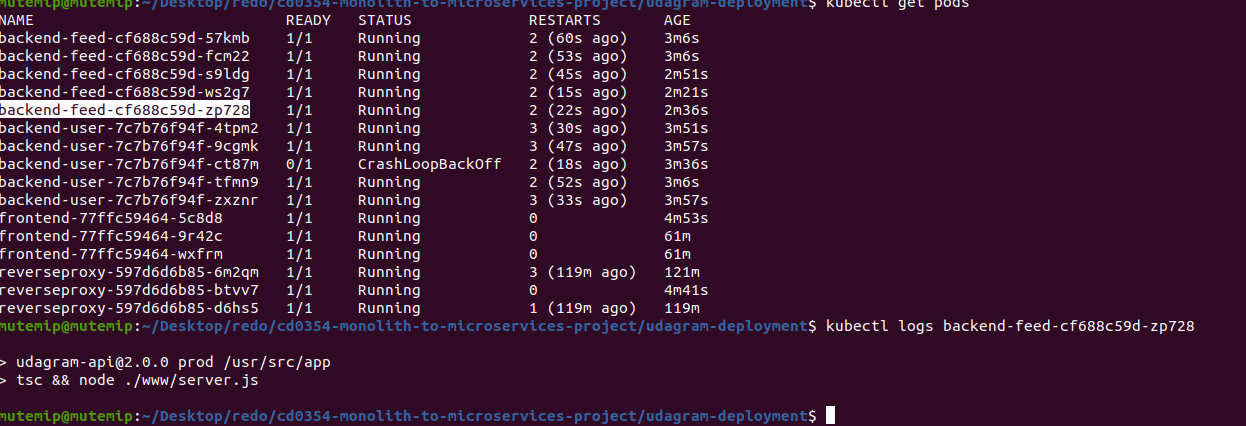 mutemip@mutemip:~/Desktop/redo/cd0354-monolith-to-microservices-project/udagram-deployment$ kubectl get pods
NAME READY STATUS RESTARTS AGE
backend-feed-cf688c59d-57kmb 1/1 Running 2 (60s ago) 3m6s
backend-feed-cf688c59d-fcm22 1/1 Running 2 (53s ago) 3m6s
backend-feed-cf688c59d-s9ldg 1/1 Running 2 (45s ago) 2m51s
backend-feed-cf688c59d-ws2g7 1/1 Running 2 (15s ago) 2m21s
backend-feed-cf688c59d-zp728 1/1 Running 2 (22s ago) 2m36s
backend-user-7c7b76f94f-4tpm2 1/1 Running 3 (30s ago) 3m51s
backend-user-7c7b76f94f-9cgmk 1/1 Running 3 (47s ago) 3m57s
backend-user-7c7b76f94f-ct87m 0/1 CrashLoopBackOff 2 (18s ago) 3m36s
backend-user-7c7b76f94f-tfmn9 1/1 Running 2 (52s ago) 3m6s
backend-user-7c7b76f94f-zxznr 1/1 Running 3 (33s ago) 3m57s
frontend-77ffc59464-5c8d8 1/1 Running 0 4m53s
frontend-77ffc59464-9r42c 1/1 Running 0 61m
frontend-77ffc59464-wxfrm 1/1 Running 0 61m
reverseproxy-597d6d6b85-6m2qm 1/1 Running 3 (119m ago) 121m
reverseproxy-597d6d6b85-btvv7 1/1 Running 0 4m41s
reverseproxy-597d6d6b85-d6hs5 1/1 Running 1 (119m ago) 119m
mutemip@mutemip:~/Desktop/redo/cd0354-monolith-to-microservices-project/udagram-deployment$ kubectl logs backend-feed-cf688c59d-zp728
> udagram-api@2.0.0 prod /usr/src/app
> tsc && node ./www/server.js
mutemip@mutemip:~/Desktop/redo/cd0354-monolith-to-microservices-project/udagram-deployment$